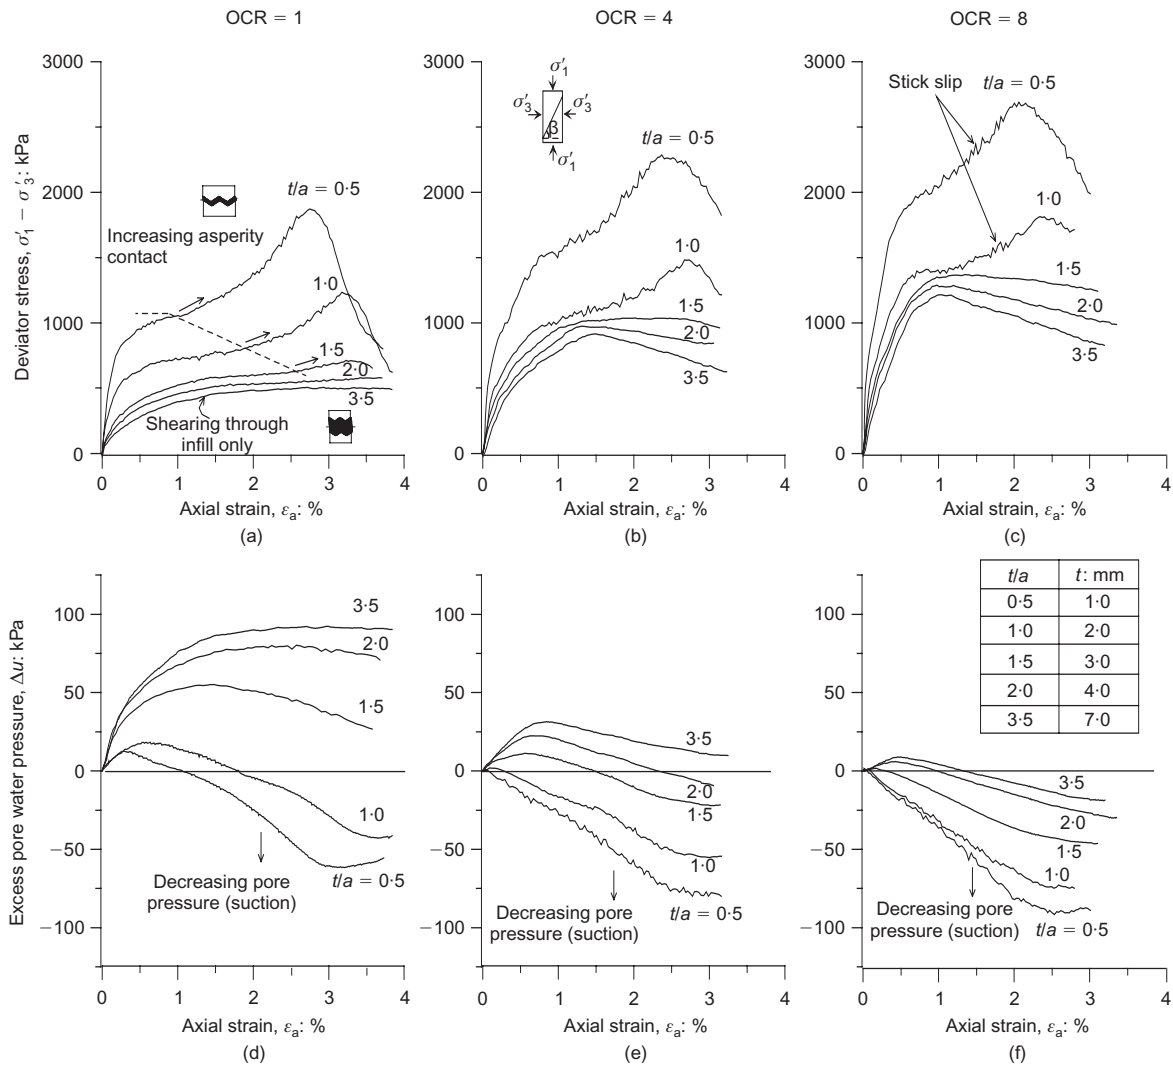 OCR = 1
OCR = 4
OCR = 8
Deviator stress, σ′1 − σ′3: kPa
3000
2000
1000
0
t/a = 0·5
Increasing asperity
contact
1·0
1·5
2·0
3·5
Shearing through
infill only
0 1 2 3 4
Axial strain, εa: %
(a)
3000
2000
1000
0
σ′1
σ′3
σ′3
β
σ′1
t/a = 0·5
1·0
1·5
2·0
3·5
0 1 2 3 4
Axial strain, εa: %
(b)
3000
2000
1000
0
Stick slip
t/a = 0·5
1·0
1·5
2·0
3·5
0 1 2 3 4
Axial strain, εa: %
(c)
Excess pore water pressure, Δu: kPa
100
50
0
−50
−100
3·5
2·0
1·5
1·0
t/a = 0·5
Decreasing pore
pressure (suction)
0 1 2 3 4
Axial strain, εa: %
(d)
100
50
0
−50
−100
3·5
2·0
1·5
1·0
t/a = 0·5
Decreasing pore
pressure (suction)
0 1 2 3 4
Axial strain, εa: %
(e)
t/a t: mm
0·5 1·0
1·0 2·0
1·5 3·0
2·0 4·0
3·5 7·0
100
50
0
−50
−100
3·5
2·0
1·5
1·0
Decreasing pore
pressure (suction)
t/a = 0·5
0 1 2 3 4
Axial strain, εa: %
(f)